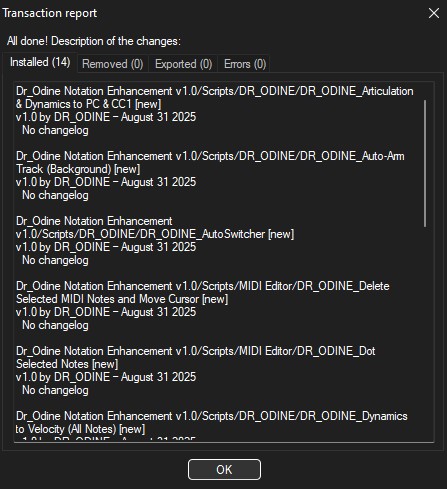 Transaction report
All done! Description of the changes:
Installed (14) Removed (0) Exported (0) Errors (0)
Dr_Odine Notation Enhancement v1.0/Scripts/DR_ODINE/DR_ODINE_Articulation
& Dynamics to PC & CC1 [new]
v1.0 by DR_ODINE – August 31 2025
No changelog
Dr_Odine Notation Enhancement v1.0/Scripts/DR_ODINE/DR_ODINE_Auto-Arm
Track (Background) [new]
v1.0 by DR_ODINE – August 31 2025
No changelog
Dr_Odine Notation Enhancement
v1.0/Scripts/DR_ODINE/DR_ODINE_AutoSwitcher [new]
v1.0 by DR_ODINE – August 31 2025
No changelog
Dr_Odine Notation Enhancement v1.0/Scripts/MIDI Editor/DR_ODINE_Delete
Selected MIDI Notes and Move Cursor [new]
v1.0 by DR_ODINE – August 31 2025
No changelog
Dr_Odine Notation Enhancement v1.0/Scripts/MIDI Editor/DR_ODINE_Dot
Selected Notes [new]
v1.0 by DR_ODINE – August 31 2025
No changelog
Dr_Odine Notation Enhancement v1.0/Scripts/DR_ODINE/DR_ODINE_Dynamics
to Velocity (All Notes) [new]
v1.0 by DR_ODINE – August 31 2025
OK